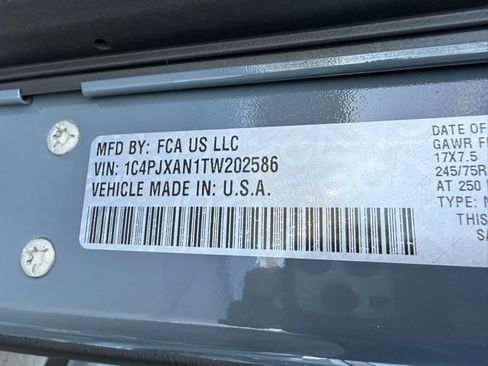 MFD BY: FCA US LLC
VIN: 1C4PJXAN1TW202586
VEHICLE MADE IN: U.S.A.
DATE OF
GAWR F
17X7.5
245/75R
AT 250
TYPE:
THIS
SA